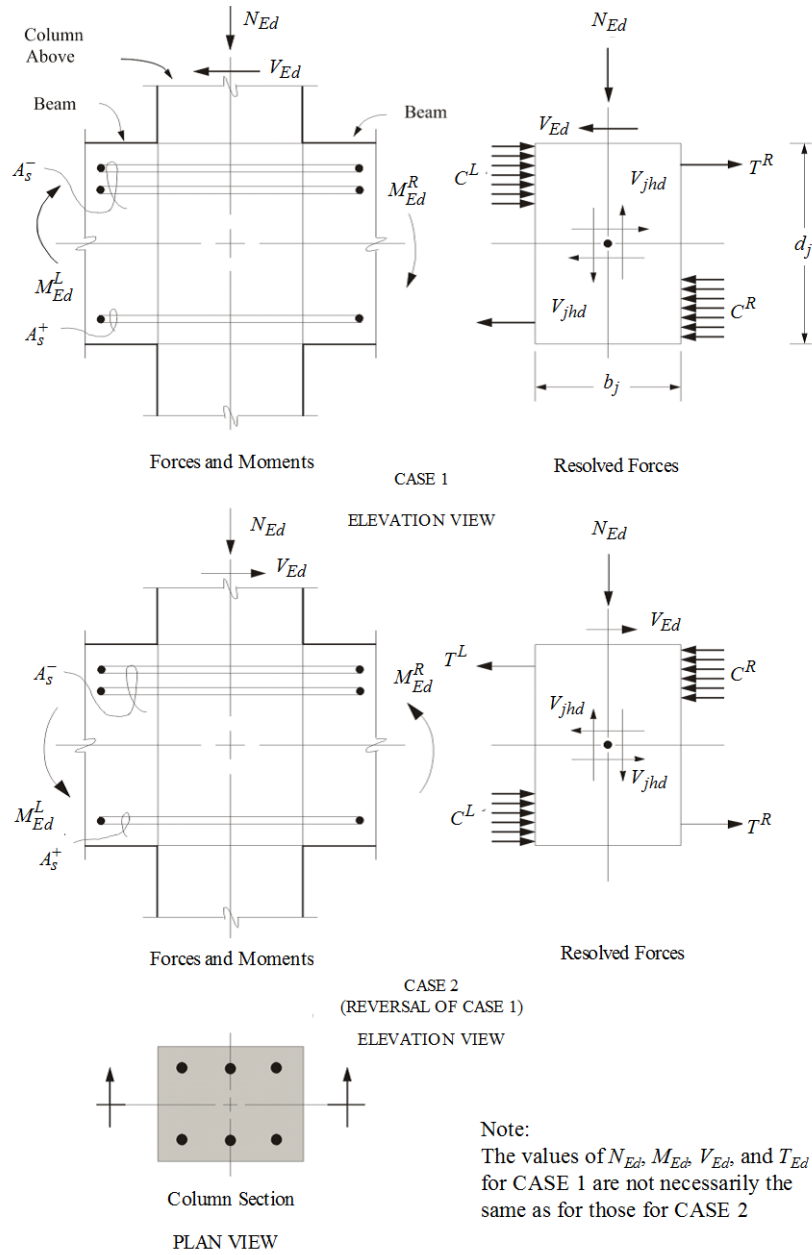 N_Ed
Column
Above
V_Ed
Beam
Beam
A_s^-
M_Ed^R
M_Ed^L
A_s^+
Forces and Moments
N_Ed
V_Ed
C^L
T^R
V_jhd
d_j
V_jhd
C^R
b_j
Resolved Forces
CASE 1
ELEVATION VIEW
N_Ed
V_Ed
A_s^-
M_Ed^R
M_Ed^L
A_s^+
Forces and Moments
N_Ed
V_Ed
T^L
C^R
V_jhd
V_jhd
C^L
T^R
Resolved Forces
CASE 2
(REVERSAL OF CASE 1)
ELEVATION VIEW
Column Section
PLAN VIEW
Note:
The values of N_Ed, M_Ed, V_Ed, and T_Ed
for CASE 1 are not necessarily the
same as for those for CASE 2